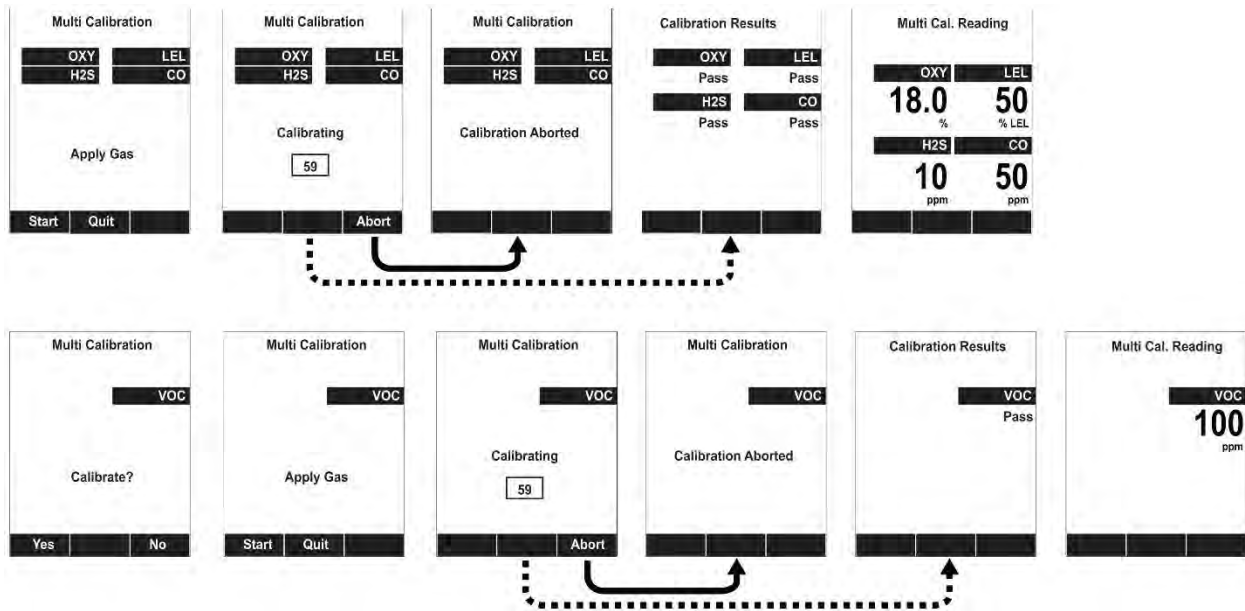 Multi Calibration
OXY LEL
H2S CO
Apply Gas
Start Quit
Multi Calibration
OXY LEL
H2S CO
Calibrating
59
Abort
Multi Calibration
OXY LEL
H2S CO
Calibration Aborted
Calibration Results
OXY LEL
Pass Pass
H2S CO
Pass Pass
Multi Cal. Reading
OXY LEL
18.0 50
% % LEL
H2S CO
10 50
ppm ppm
Multi Calibration
VOC
Calibrate?
Yes No
Multi Calibration
VOC
Apply Gas
Start Quit
Multi Calibration
VOC
Calibrating
59
Abort
Multi Calibration
VOC
Calibration Aborted
Calibration Results
VOC
Pass
Multi Cal. Reading
VOC
100
ppm